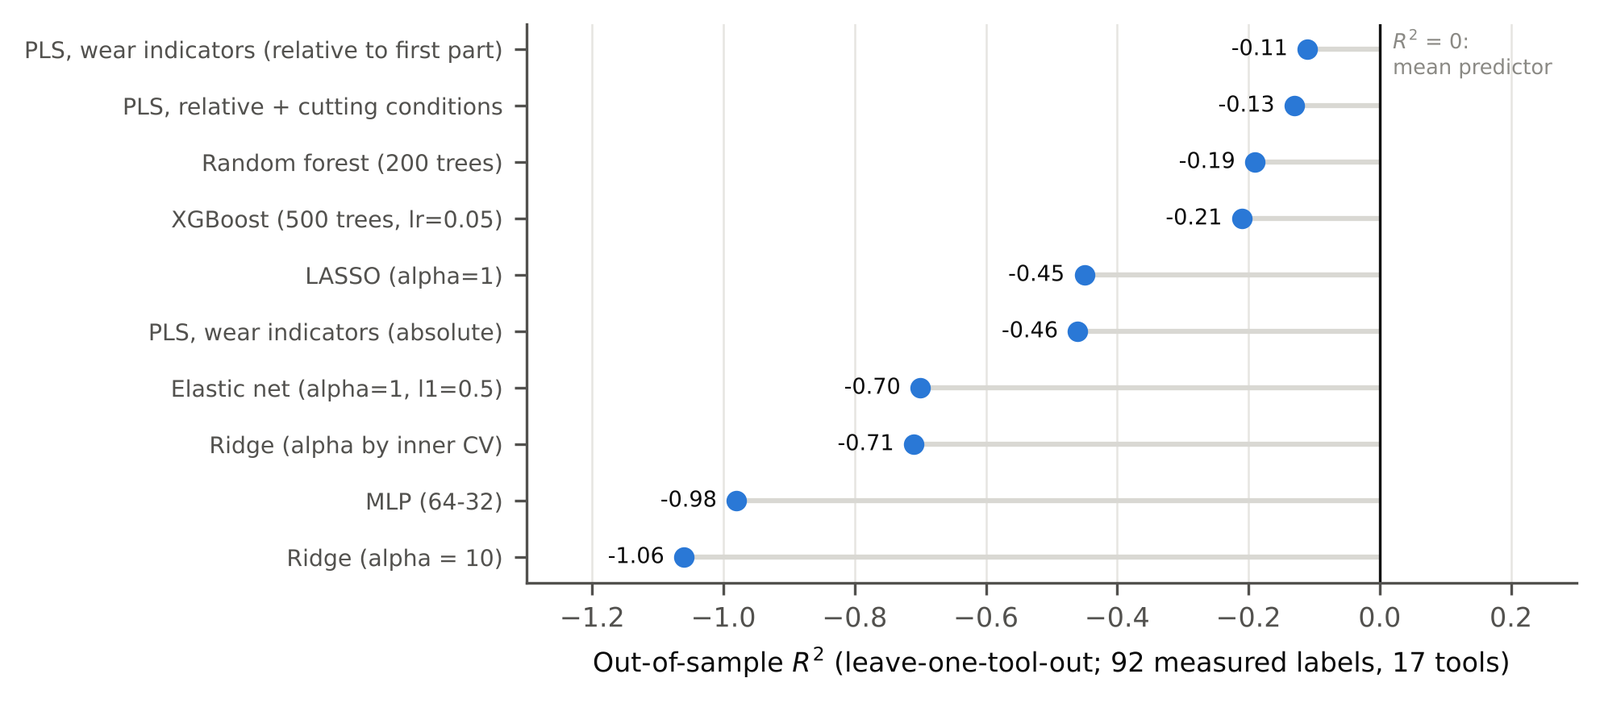 PLS, wear indicators (relative to first part)
-0.11
R² = 0:
mean predictor
PLS, relative + cutting conditions
-0.13
Random forest (200 trees)
-0.19
XGBoost (500 trees, lr=0.05)
-0.21
LASSO (alpha=1)
-0.45
PLS, wear indicators (absolute)
-0.46
Elastic net (alpha=1, l1=0.5)
-0.70
Ridge (alpha by inner CV)
-0.71
MLP (64-32)
-0.98
Ridge (alpha = 10)
-1.06
−1.2 −1.0 −0.8 −0.6 −0.4 −0.2 0.0 0.2
Out-of-sample R² (leave-one-tool-out; 92 measured labels, 17 tools)